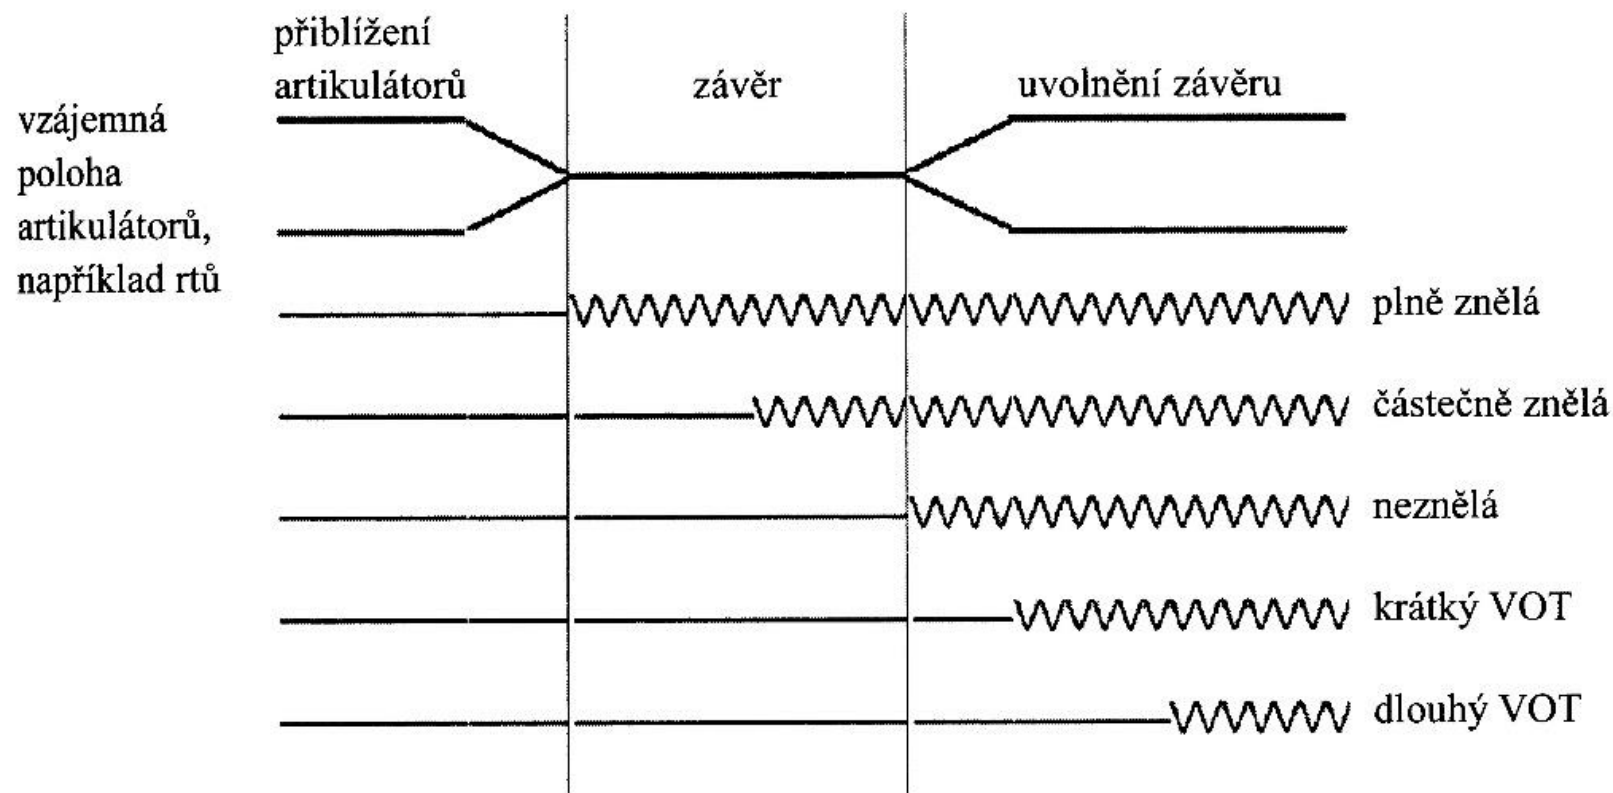 přiblížení
artikulátorů
závěr
uvolnění závěru
vzájemná
poloha
artikulátorů,
například rtů
plně znělá
částečně znělá
neznělá
krátký VOT
dlouhý VOT